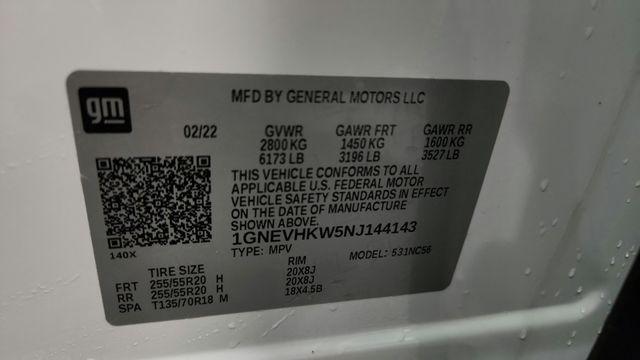 gm
MFD BY GENERAL MOTORS LLC
02/22 GVWR GAWR FRT GAWR RR
2800 KG 1450 KG 1600 KG
6173 LB 3196 LB 3527 LB
THIS VEHICLE CONFORMS TO ALL
APPLICABLE U.S. FEDERAL MOTOR
VEHICLE SAFETY STANDARDS IN EFFECT
ON THE DATE OF MANUFACTURE
SHOWN ABOVE.
1GNEVHKW5NJ144143
140X
TYPE: MPV MODEL: 531NC56
TIRE SIZE RIM
FRT 255/55R20 H 20X8J
RR 255/55R20 H 20X8J
SPA T135/70R18 M 18X4.5B